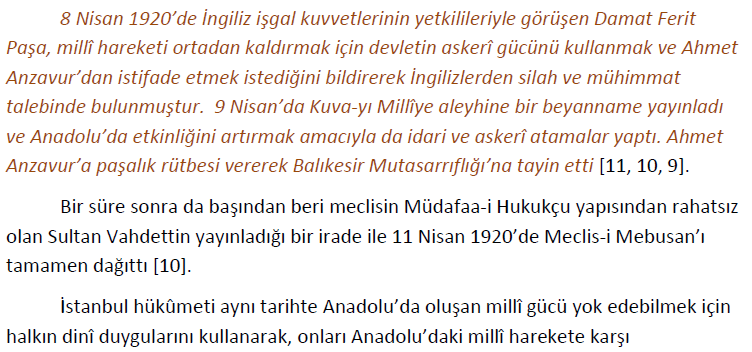 8 Nisan 1920’de İngiliz işgal kuvvetlerinin yetkilileriyle görüşen Damat Ferit
Paşa, millî hareketi ortadan kaldırmak için devletin askerî gücünü kullanmak ve Ahmet
Anzavur’dan istifade etmek istediğini bildirerek İngilizlerden silah ve mühimmat
talebinde bulunmuştur.  9 Nisan’da Kuva-yı Millîye aleyhine bir beyanname yayınladı
ve Anadolu’da etkinliğini artırmak amacıyla da idari ve askerî atamalar yaptı. Ahmet
Anzavur’a paşalık rütbesi vererek Balıkesir Mutasarrıflığı’na tayin etti [11, 10, 9].
Bir süre sonra da başından beri meclisin Müdafaa-i Hukukçu yapısından rahatsız
olan Sultan Vahdettin yayınladığı bir irade ile 11 Nisan 1920’de Meclis-i Mebusan’ı
tamamen dağıttı [10].
İstanbul hükûmeti aynı tarihte Anadolu’da oluşan millî gücü yok edebilmek için
halkın dinî duygularını kullanarak, onları Anadolu’daki millî harekete karşı